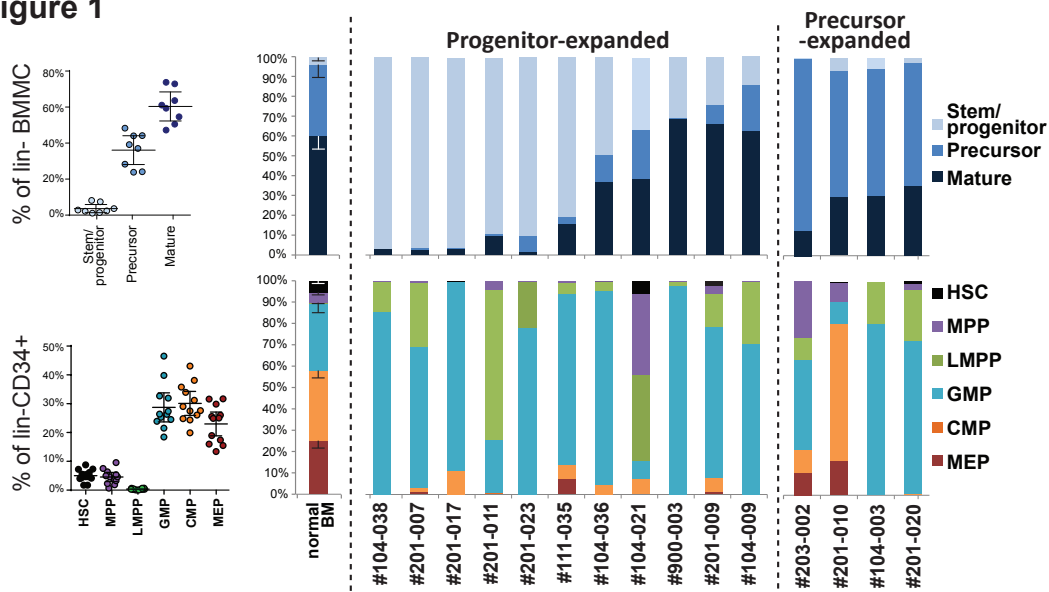 igure 1
Progenitor-expanded
Precursor
-expanded
% of lin- BMMC
80%
60%
40%
20%
0%
Stem/
progenitor
Precursor
Mature
100%
90%
80%
70%
60%
50%
40%
30%
20%
10%
0%
Stem/
progenitor
Precursor
Mature
% of lin-CD34+
50%
40%
30%
20%
10%
0%
HSC
MPP
LMPP
GMP
CMP
MEP
100%
90%
80%
70%
60%
50%
40%
30%
20%
10%
0%
HSC
MPP
LMPP
GMP
CMP
MEP
normal
BM
#104-038
#201-007
#201-017
#201-011
#201-023
#111-035
#104-036
#104-021
#900-003
#201-009
#104-009
#203-002
#201-010
#104-003
#201-020